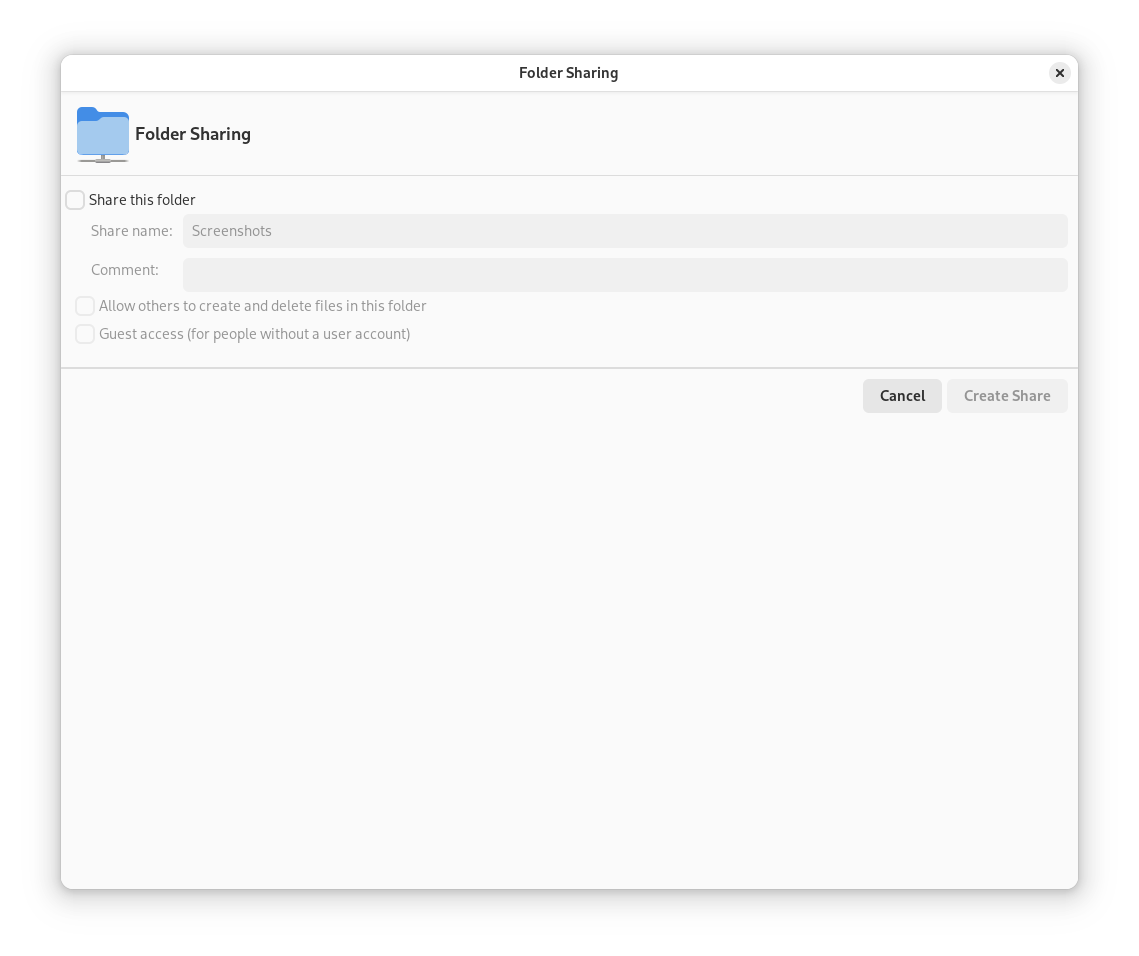 Folder Sharing
Folder Sharing
Share this folder
Share name: Screenshots
Comment:
Allow others to create and delete files in this folder
Guest access (for people without a user account)
Cancel Create Share